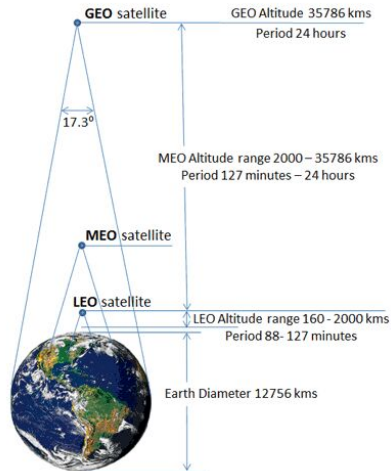 GEO satellite
GEO Altitude 35786 kms
Period 24 hours
17.3⁰
MEO Altitude range 2000 – 35786 kms
Period 127 minutes – 24 hours
MEO satellite
LEO satellite
LEO Altitude range 160 - 2000 kms
Period 88- 127 minutes
Earth Diameter 12756 kms